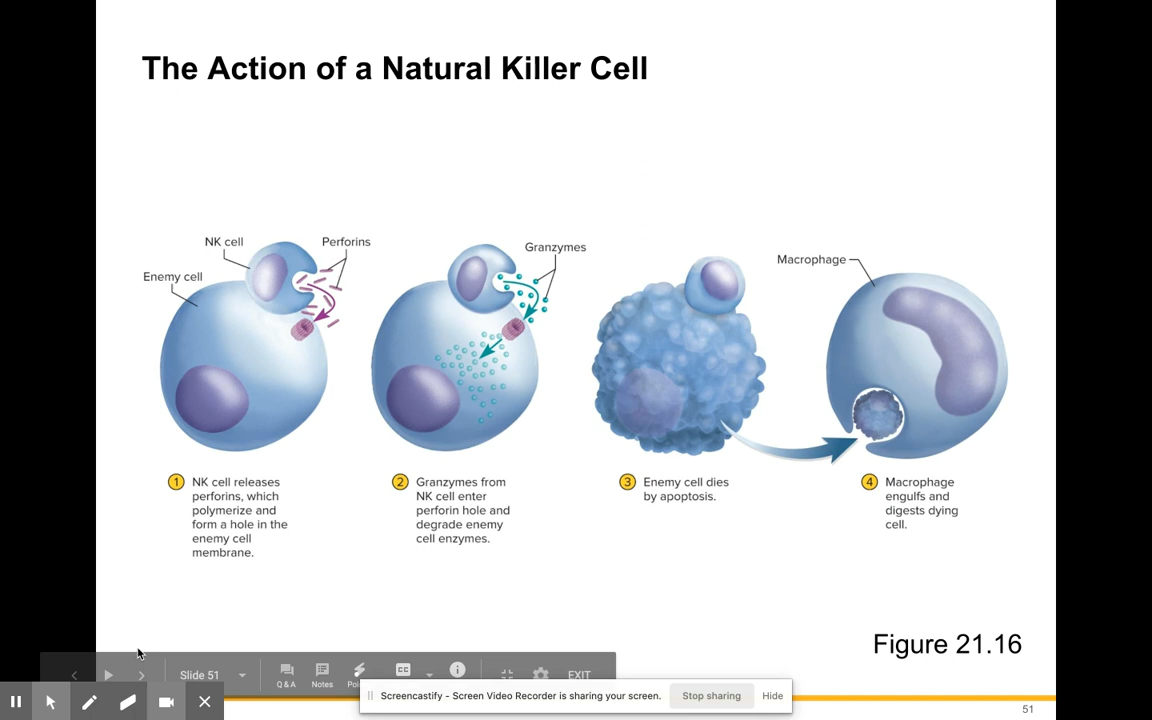 The Action of a Natural Killer Cell
NK cell
Perforins
Enemy cell
Granzymes
Macrophage
1 NK cell releases
perforins, which
polymerize and
form a hole in the
enemy cell
membrane.
2 Granzymes from
NK cell enter
perforin hole and
degrade enemy
cell enzymes.
3 Enemy cell dies
by apoptosis.
4 Macrophage
engulfs and
digests dying
cell.
Figure 21.16
Slide 51
Q & A
Notes
CC
EXIT
Screencastify - Screen Video Recorder is sharing your screen.
Stop sharing
Hide
51